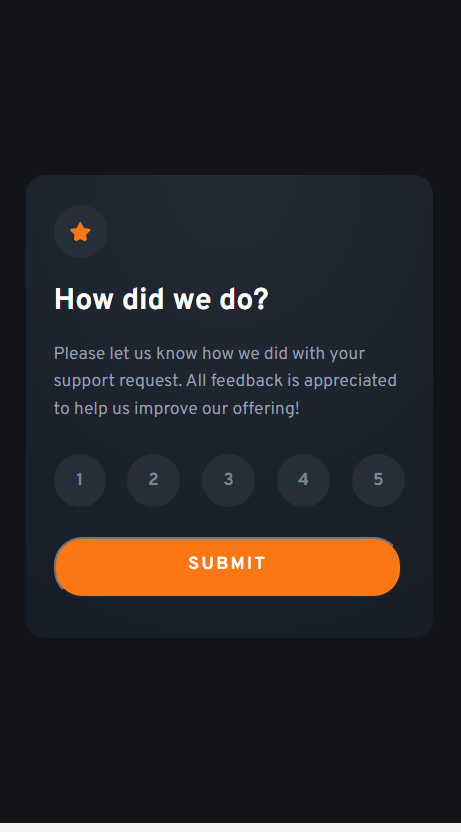 How did we do?
Please let us know how we did with your
support request. All feedback is appreciated
to help us improve our offering!
1 2 3 4 5
SUBMIT